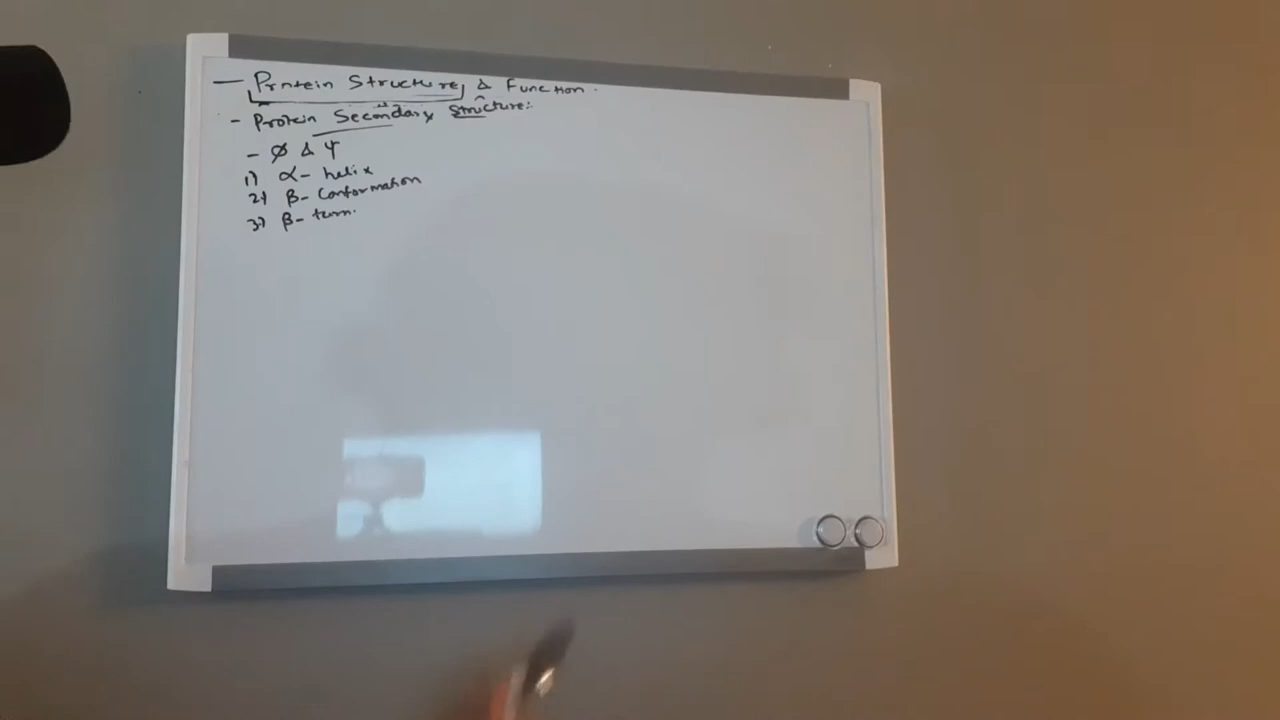 - Protein Structure & Function.
- Protein Secondary Structure:
- φ & ψ
1) α- helix
2) β- Conformation
3) β- turn.